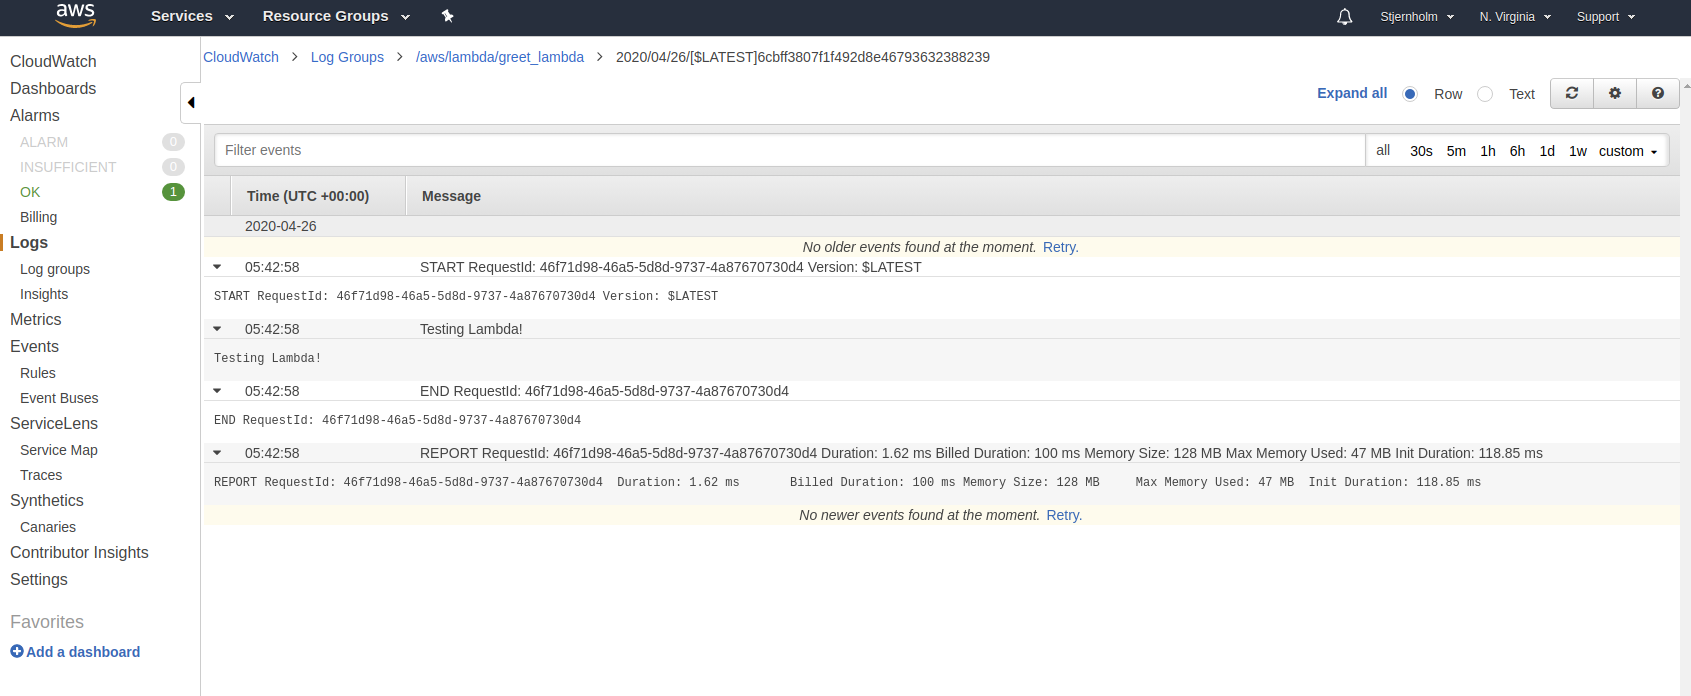 aws Services Resource Groups Stjernholm N. Virginia Support
CloudWatch
Dashboards
Alarms
ALARM 0
INSUFFICIENT 0
OK 1
Billing
Logs
Log groups
Insights
Metrics
Events
Rules
Event Buses
ServiceLens
Service Map
Traces
Synthetics
Canaries
Contributor Insights
Settings
Favorites
Add a dashboard
CloudWatch > Log Groups > /aws/lambda/greet_lambda > 2020/04/26/[$LATEST]6cbff3807f1f492d8e46793632388239
Expand all Row Text
Filter events all 30s 5m 1h 6h 1d 1w custom
Time (UTC +00:00) Message
2020-04-26
No older events found at the moment. Retry.
05:42:58 START RequestId: 46f71d98-46a5-5d8d-9737-4a87670730d4 Version: $LATEST
START RequestId: 46f71d98-46a5-5d8d-9737-4a87670730d4 Version: $LATEST
05:42:58 Testing Lambda!
Testing Lambda!
05:42:58 END RequestId: 46f71d98-46a5-5d8d-9737-4a87670730d4
END RequestId: 46f71d98-46a5-5d8d-9737-4a87670730d4
05:42:58 REPORT RequestId: 46f71d98-46a5-5d8d-9737-4a87670730d4 Duration: 1.62 ms Billed Duration: 100 ms Memory Size: 128 MB Max Memory Used: 47 MB Init Duration: 118.85 ms
REPORT RequestId: 46f71d98-46a5-5d8d-9737-4a87670730d4 Duration: 1.62 ms Billed Duration: 100 ms Memory Size: 128 MB Max Memory Used: 47 MB Init Duration: 118.85 ms
No newer events found at the moment. Retry.